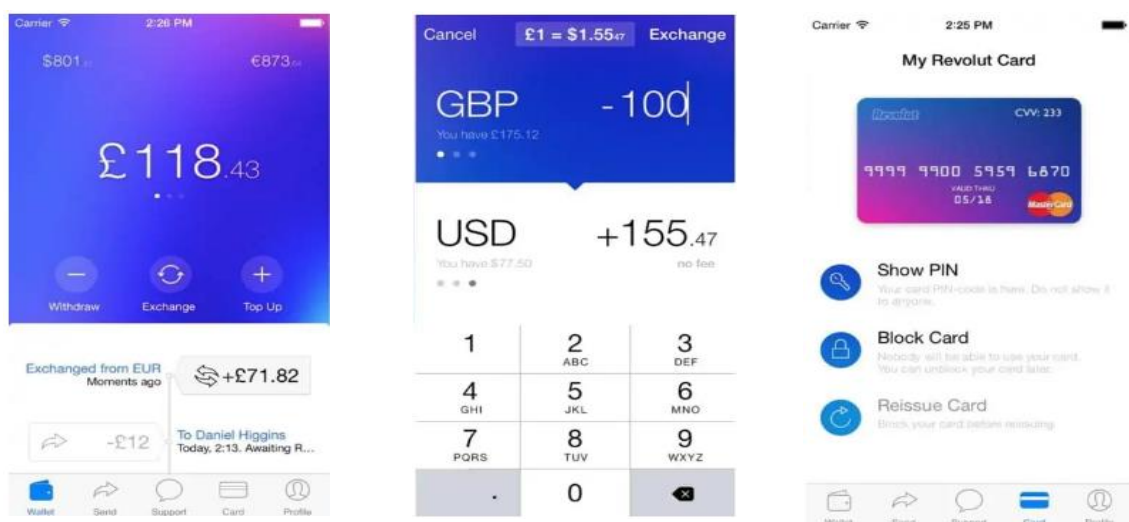 Carrier 2:26 PM
$801
€873
£118.43
Withdraw Exchange Top Up
Exchanged from EUR
Moments ago
+£71.82
-£12
To Daniel Higgins
Today, 2:13. Awaiting R...
Wallet Send Support Card Profile
Cancel £1 = $1.5547 Exchange
GBP -100
You have £175.12
USD +155.47
You have $77.50 no fee
1 2 3
ABC DEF
4 5 6
GHI JKL MNO
7 8 9
PQRS TUV WXYZ
. 0
Carrier 2:25 PM
My Revolut Card
Revolut CVV: 233
9999 9900 5959 6870
VALID THRU
05/18
MasterCard
Show PIN
Your card PIN-code is here. Do not show it
to anyone.
Block Card
Nobody will be able to use your card.
You can unblock your card later.
Reissue Card
Block your card before reissuing.
Wallet Send Support Card Profile